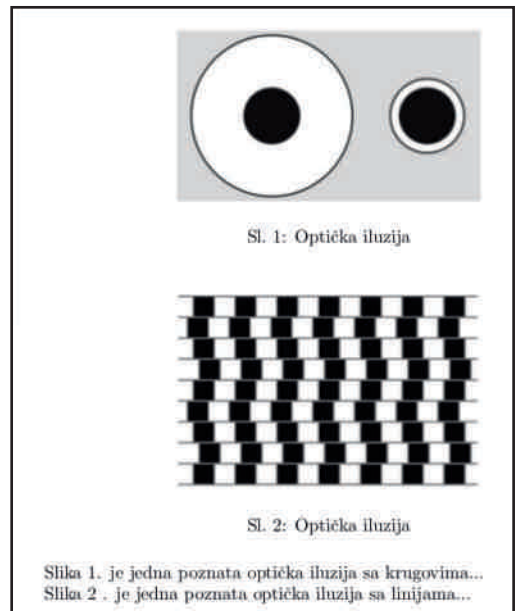 Sl. 1: Optička iluzija
Sl. 2: Optička iluzija
Slika 1. je jedna poznata optička iluzija sa krugovima...
Slika 2 . je jedna poznata optička iluzija sa linijama...